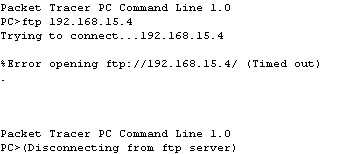 Packet Tracer PC Command Line 1.0
PC>ftp 192.168.15.4
Trying to connect...192.168.15.4
%Error opening ftp://192.168.15.4/ (Timed out)
.
Packet Tracer PC Command Line 1.0
PC>(Disconnecting from ftp server)